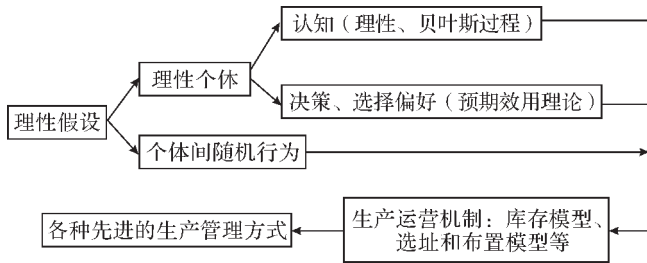 认知（理性、贝叶斯过程）
理性个体
决策、选择偏好（预期效用理论）
理性假设
个体间随机行为
生产运营机制：库存模型、
选址和布置模型等
各种先进的生产管理方式